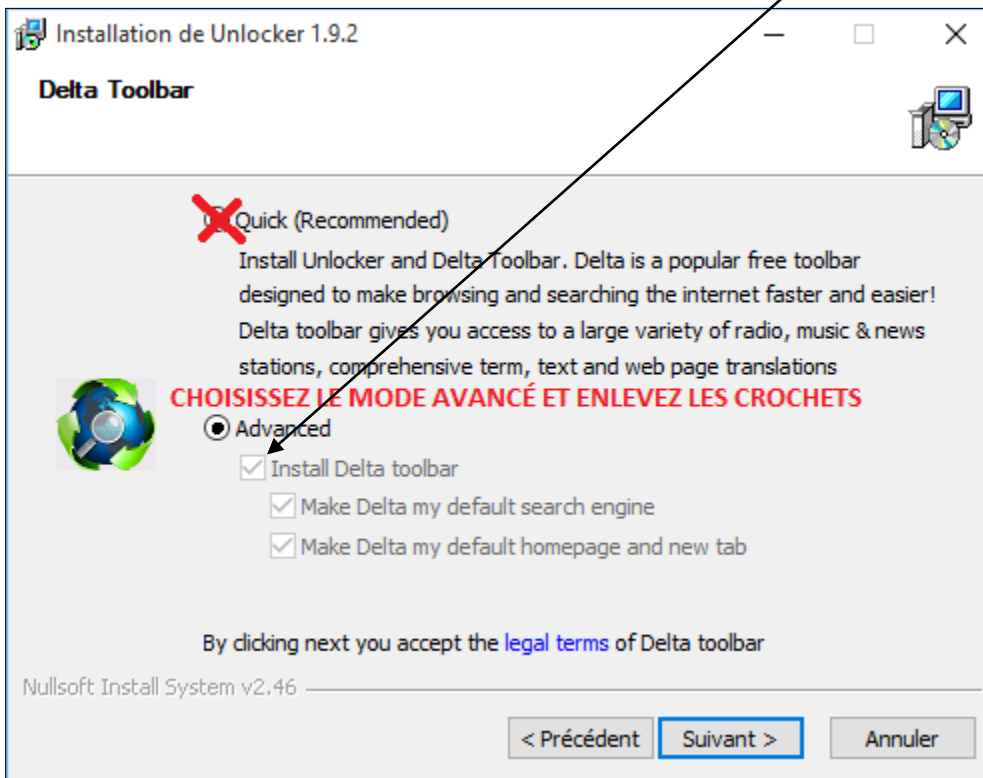 Installation de Unlocker 1.9.2
Delta Toolbar
Quick (Recommended)
Install Unlocker and Delta Toolbar. Delta is a popular free toolbar
designed to make browsing and searching the internet faster and easier!
Delta toolbar gives you access to a large variety of radio, music & news
stations, comprehensive term, text and web page translations
CHOISISSEZ LE MODE AVANCÉ ET ENLEVEZ LES CROCHETS
Advanced
Install Delta toolbar
Make Delta my default search engine
Make Delta my default homepage and new tab
By clicking next you accept the legal terms of Delta toolbar
Nullsoft Install System v2.46
< Précédent Suivant > Annuler